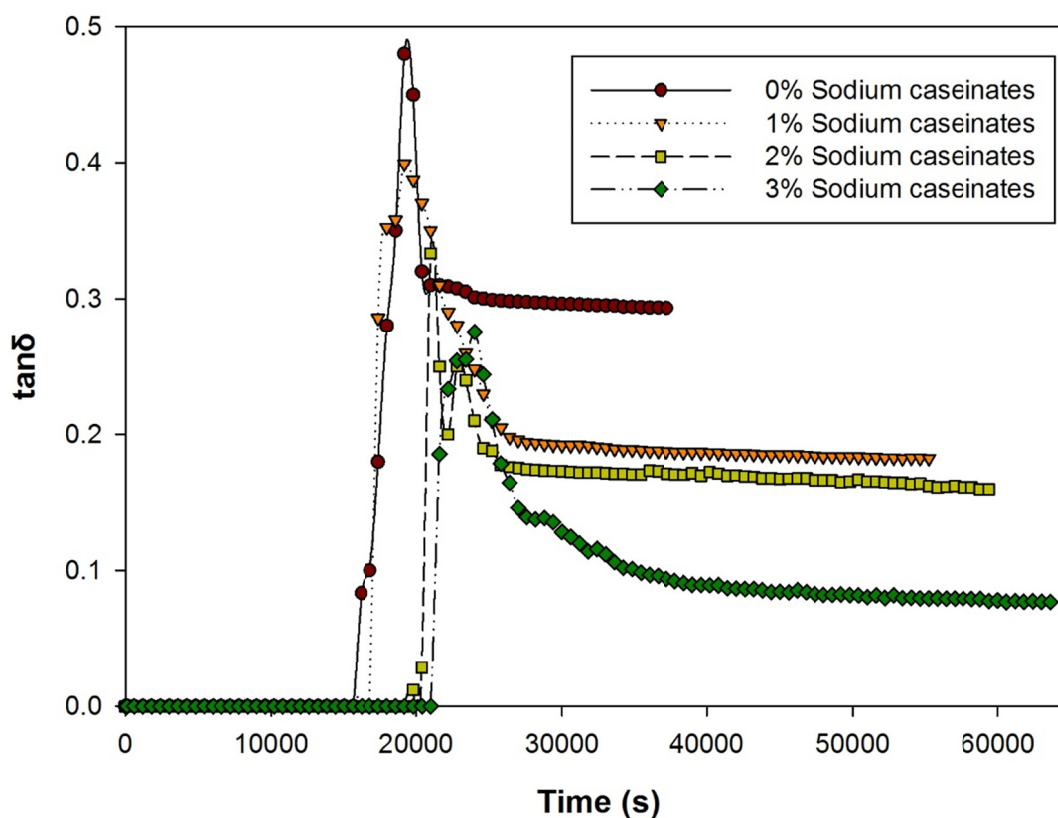 0.5
0.4
0.3
0.2
0.1
0.0
tanδ
0% Sodium caseinates
1% Sodium caseinates
2% Sodium caseinates
3% Sodium caseinates
0 10000 20000 30000 40000 50000 60000
Time (s)